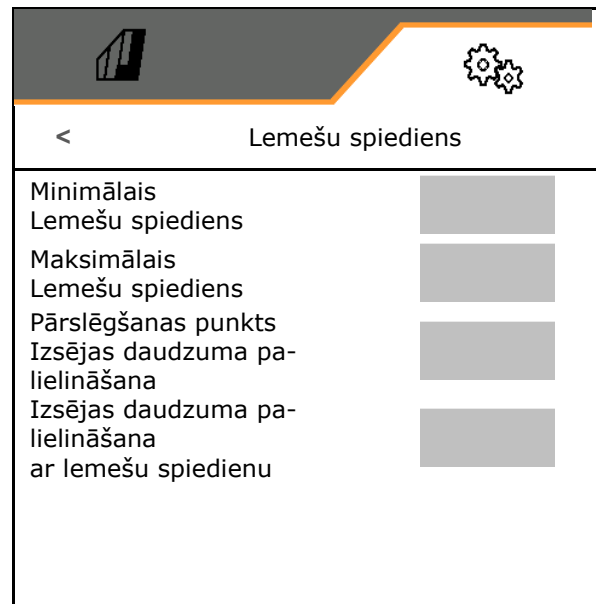 < Lemešu spiediens
Minimālais
Lemešu spiediens
Maksimālais
Lemešu spiediens
Pārslēgšanas punkts
Izsējas daudzuma pa-
lielināšana
Izsējas daudzuma pa-
lielināšana
ar lemešu spiedienu